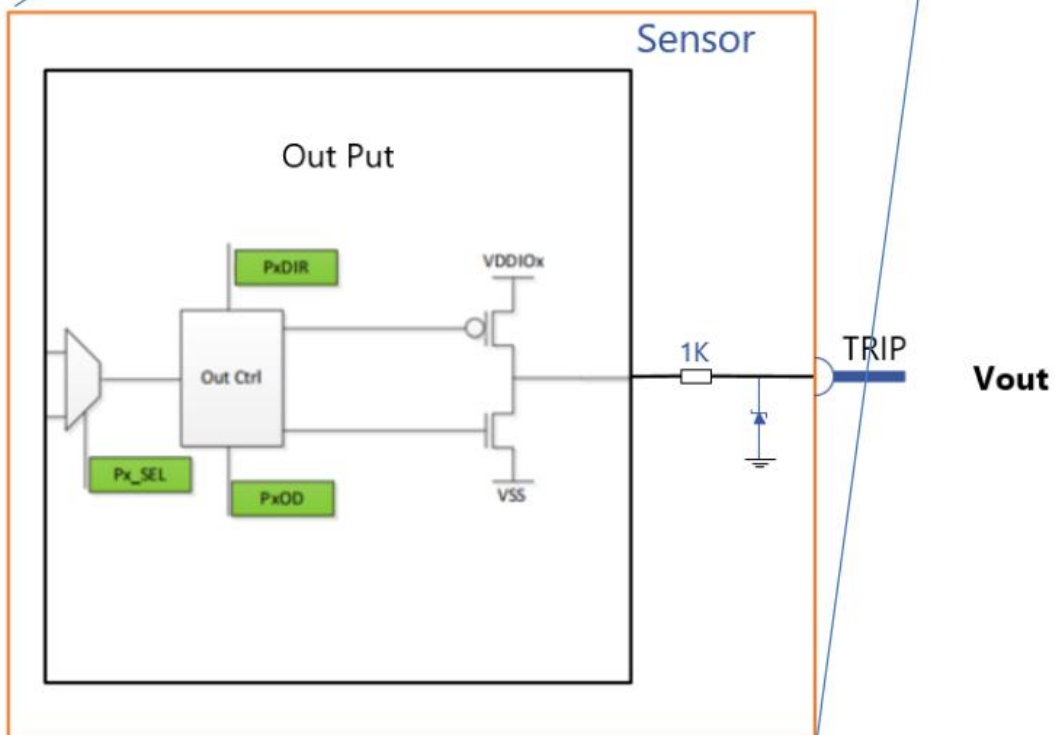 Sensor
Out Put
PxDIR
VDDIOx
Out Ctrl
1K
TRIP
Vout
Px_SEL
PxOD
VSS